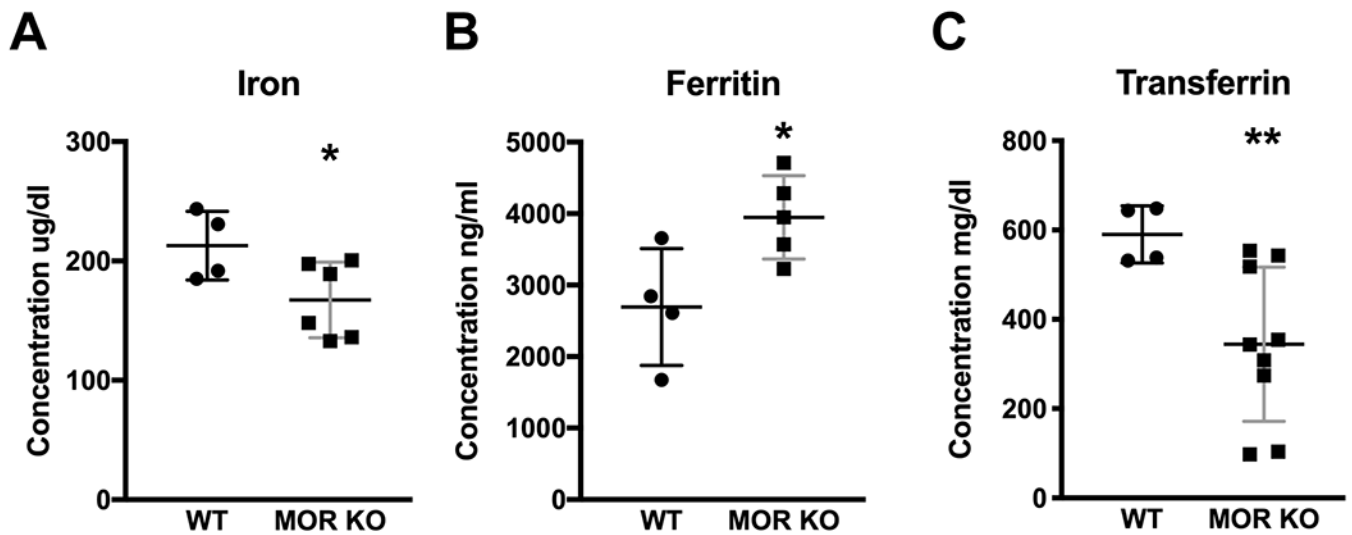 A
Iron
Concentration ug/dl
300
200
100
0
*
WT
MOR KO
B
Ferritin
Concentration ng/ml
5000
4000
3000
2000
1000
0
*
WT
MOR KO
C
Transferrin
Concentration mg/dl
800
600
400
200
0
**
WT
MOR KO